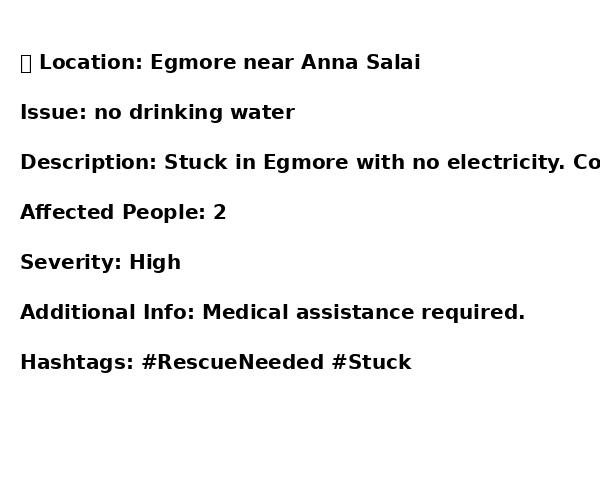 Location: Egmore near Anna Salai
Issue: no drinking water
Description: Stuck in Egmore with no electricity.
Affected People: 2
Severity: High
Additional Info: Medical assistance required.
Hashtags: #RescueNeeded #Stuck